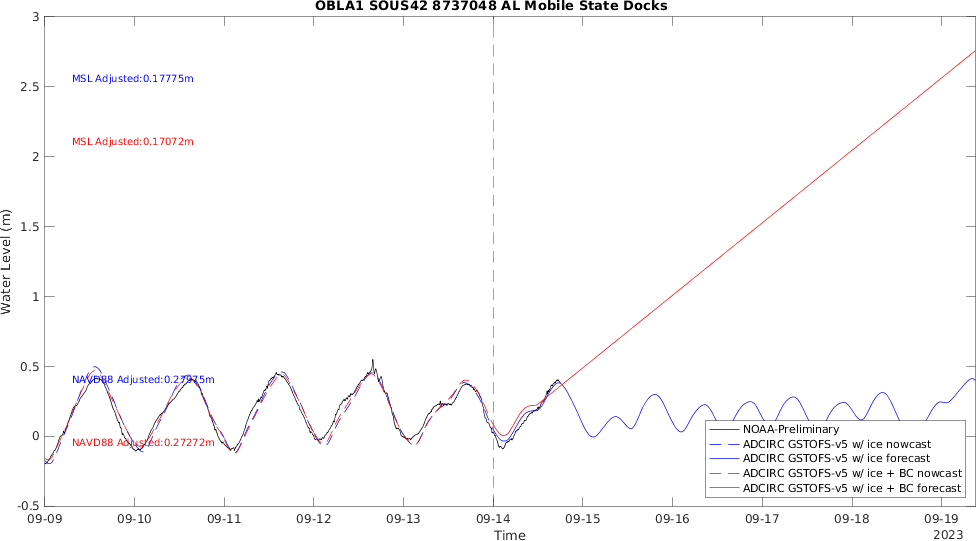 OBLA1 SOUS42 8737048 AL Mobile State Docks
3
2.5
2
1.5
1
0.5
0
-0.5
Water Level (m)
MSL Adjusted:0.17775m
MSL Adjusted:0.17072m
NAVD88 Adjusted:0.27975m
NAVD88 Adjusted:0.27272m
NOAA-Preliminary
ADCIRC GSTOFS-v5 w/ ice nowcast
ADCIRC GSTOFS-v5 w/ ice forecast
ADCIRC GSTOFS-v5 w/ ice + BC nowcast
ADCIRC GSTOFS-v5 w/ ice + BC forecast
09-09 09-10 09-11 09-12 09-13 09-14 09-15 09-16 09-17 09-18 09-19
Time
2023